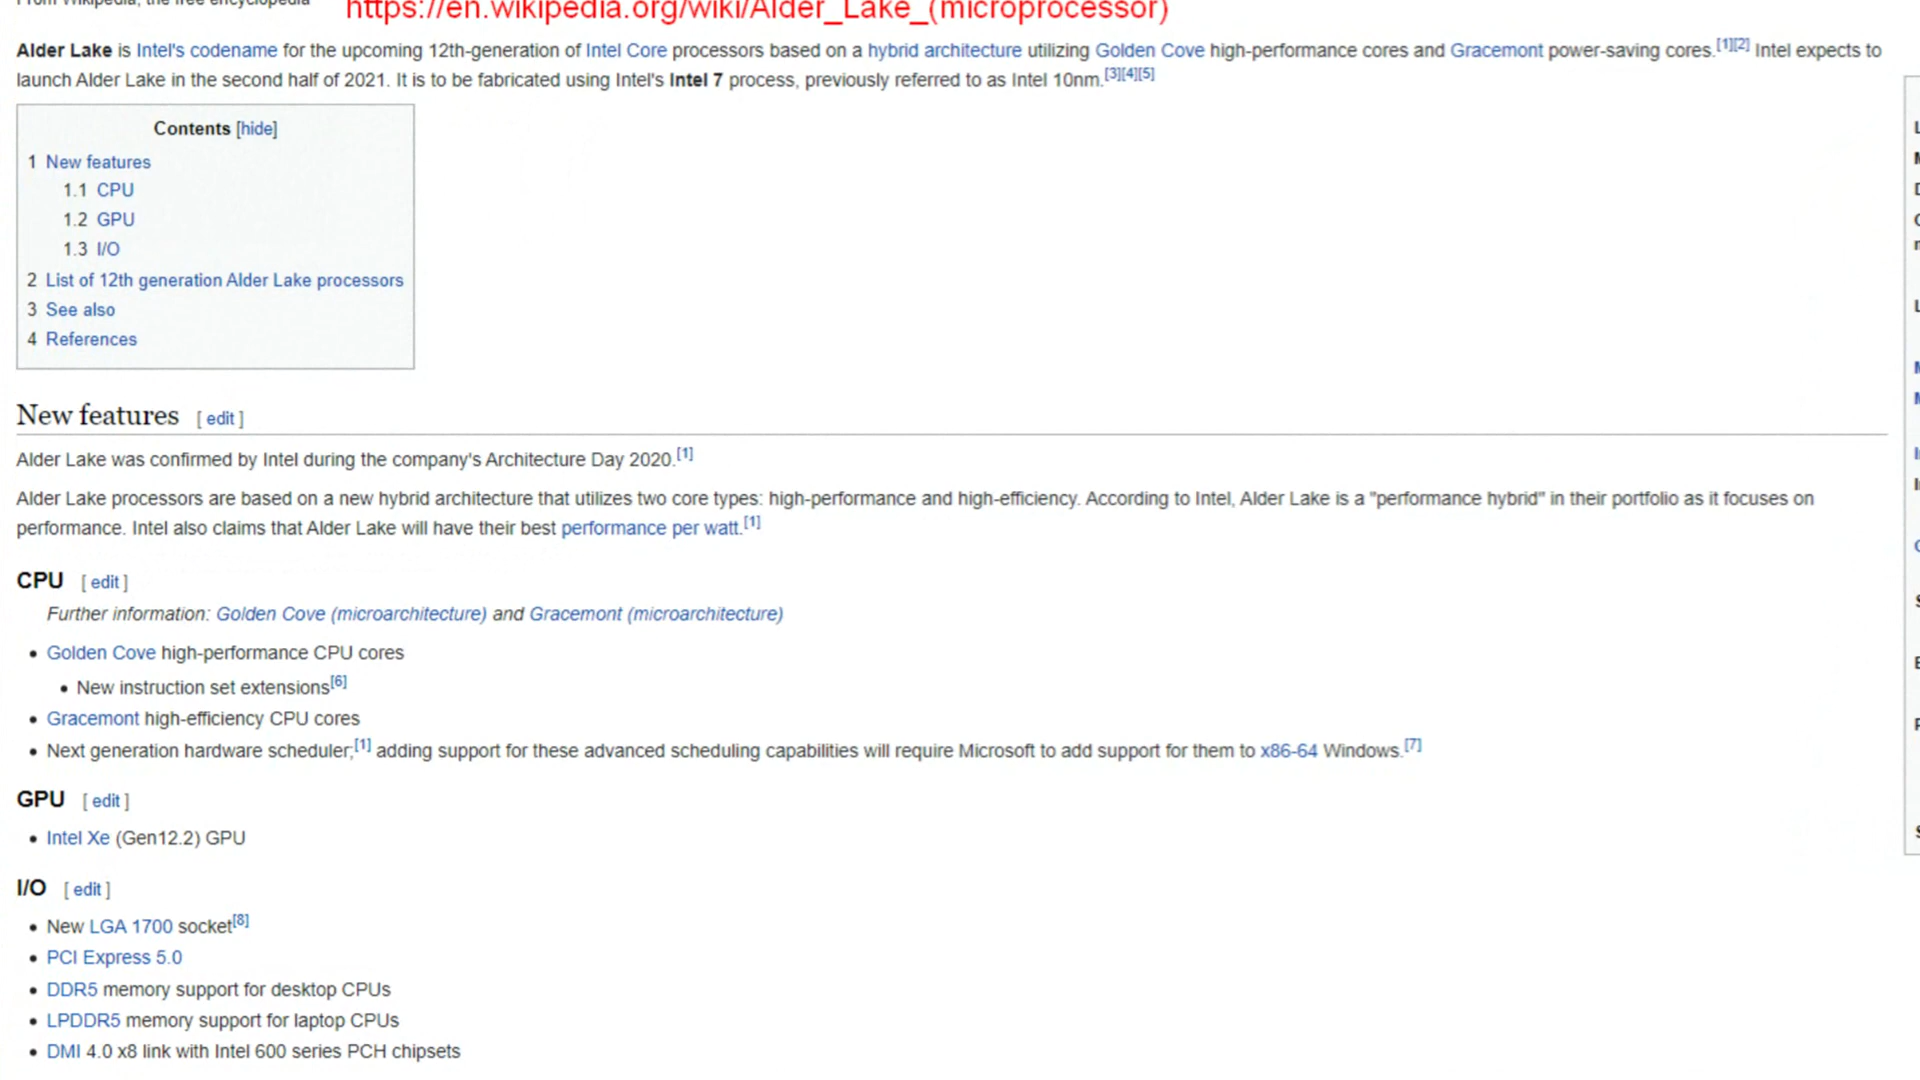 From Wikipedia, the free encyclopedia
https://en.wikipedia.org/wiki/Alder_Lake_(microprocessor)
Alder Lake is Intel's codename for the upcoming 12th-generation of Intel Core processors based on a hybrid architecture utilizing Golden Cove high-performance cores and Gracemont power-saving cores.[1][2] Intel expects to
launch Alder Lake in the second half of 2021. It is to be fabricated using Intel's Intel 7 process, previously referred to as Intel 10nm.[3][4][5]
Contents [hide]
1 New features
1.1 CPU
1.2 GPU
1.3 I/O
2 List of 12th generation Alder Lake processors
3 See also
4 References
New features [ edit ]
Alder Lake was confirmed by Intel during the company's Architecture Day 2020.[1]
Alder Lake processors are based on a new hybrid architecture that utilizes two core types: high-performance and high-efficiency. According to Intel, Alder Lake is a "performance hybrid" in their portfolio as it focuses on
performance. Intel also claims that Alder Lake will have their best performance per watt.[1]
CPU [ edit ]
Further information: Golden Cove (microarchitecture) and Gracemont (microarchitecture)
• Golden Cove high-performance CPU cores
• New instruction set extensions[6]
• Gracemont high-efficiency CPU cores
• Next generation hardware scheduler;[1] adding support for these advanced scheduling capabilities will require Microsoft to add support for them to x86-64 Windows.[7]
GPU [ edit ]
• Intel Xe (Gen12.2) GPU
I/O [ edit ]
• New LGA 1700 socket[8]
• PCI Express 5.0
• DDR5 memory support for desktop CPUs
• LPDDR5 memory support for laptop CPUs
• DMI 4.0 x8 link with Intel 600 series PCH chipsets